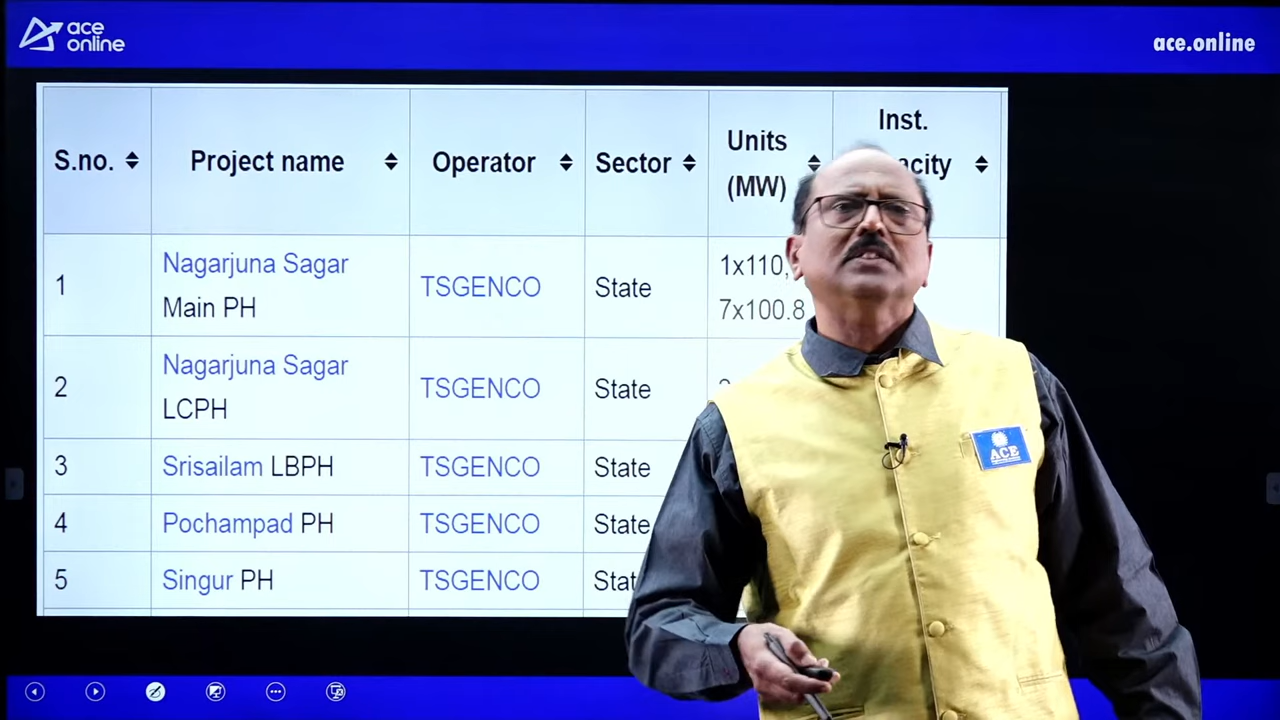 ace
online
ace.online
S.no.
Project name
Operator
Sector
Units
(MW)
Inst.
1
Nagarjuna Sagar
Main PH
TSGENCO
State
1x110,
7x100.8
2
Nagarjuna Sagar
LCPH
TSGENCO
State
3
Srisailam LBPH
TSGENCO
State
4
Pochampad PH
TSGENCO
State
5
Singur PH
TSGENCO
ACE